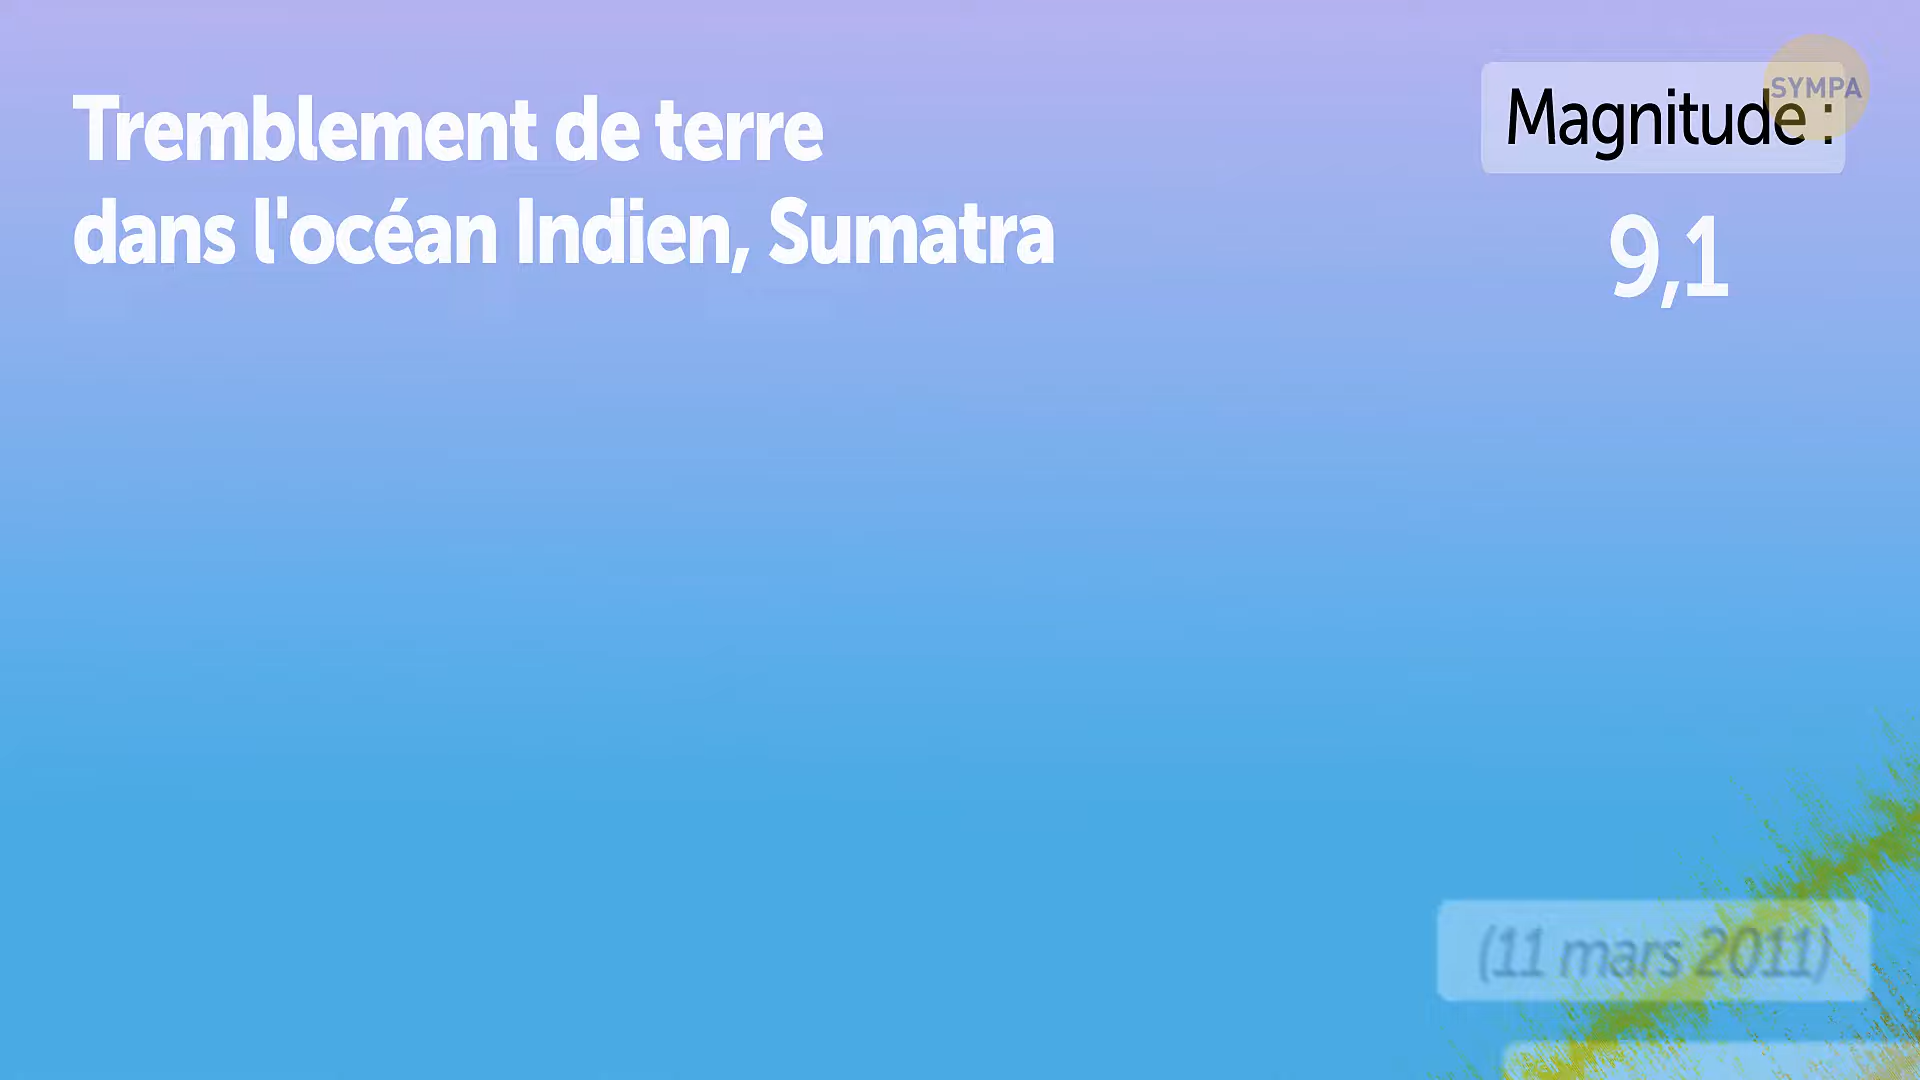 Tremblement de terre
dans l'océan Indien, Sumatra
SYMPA
Magnitude :
9,1
(11 mars 2011)